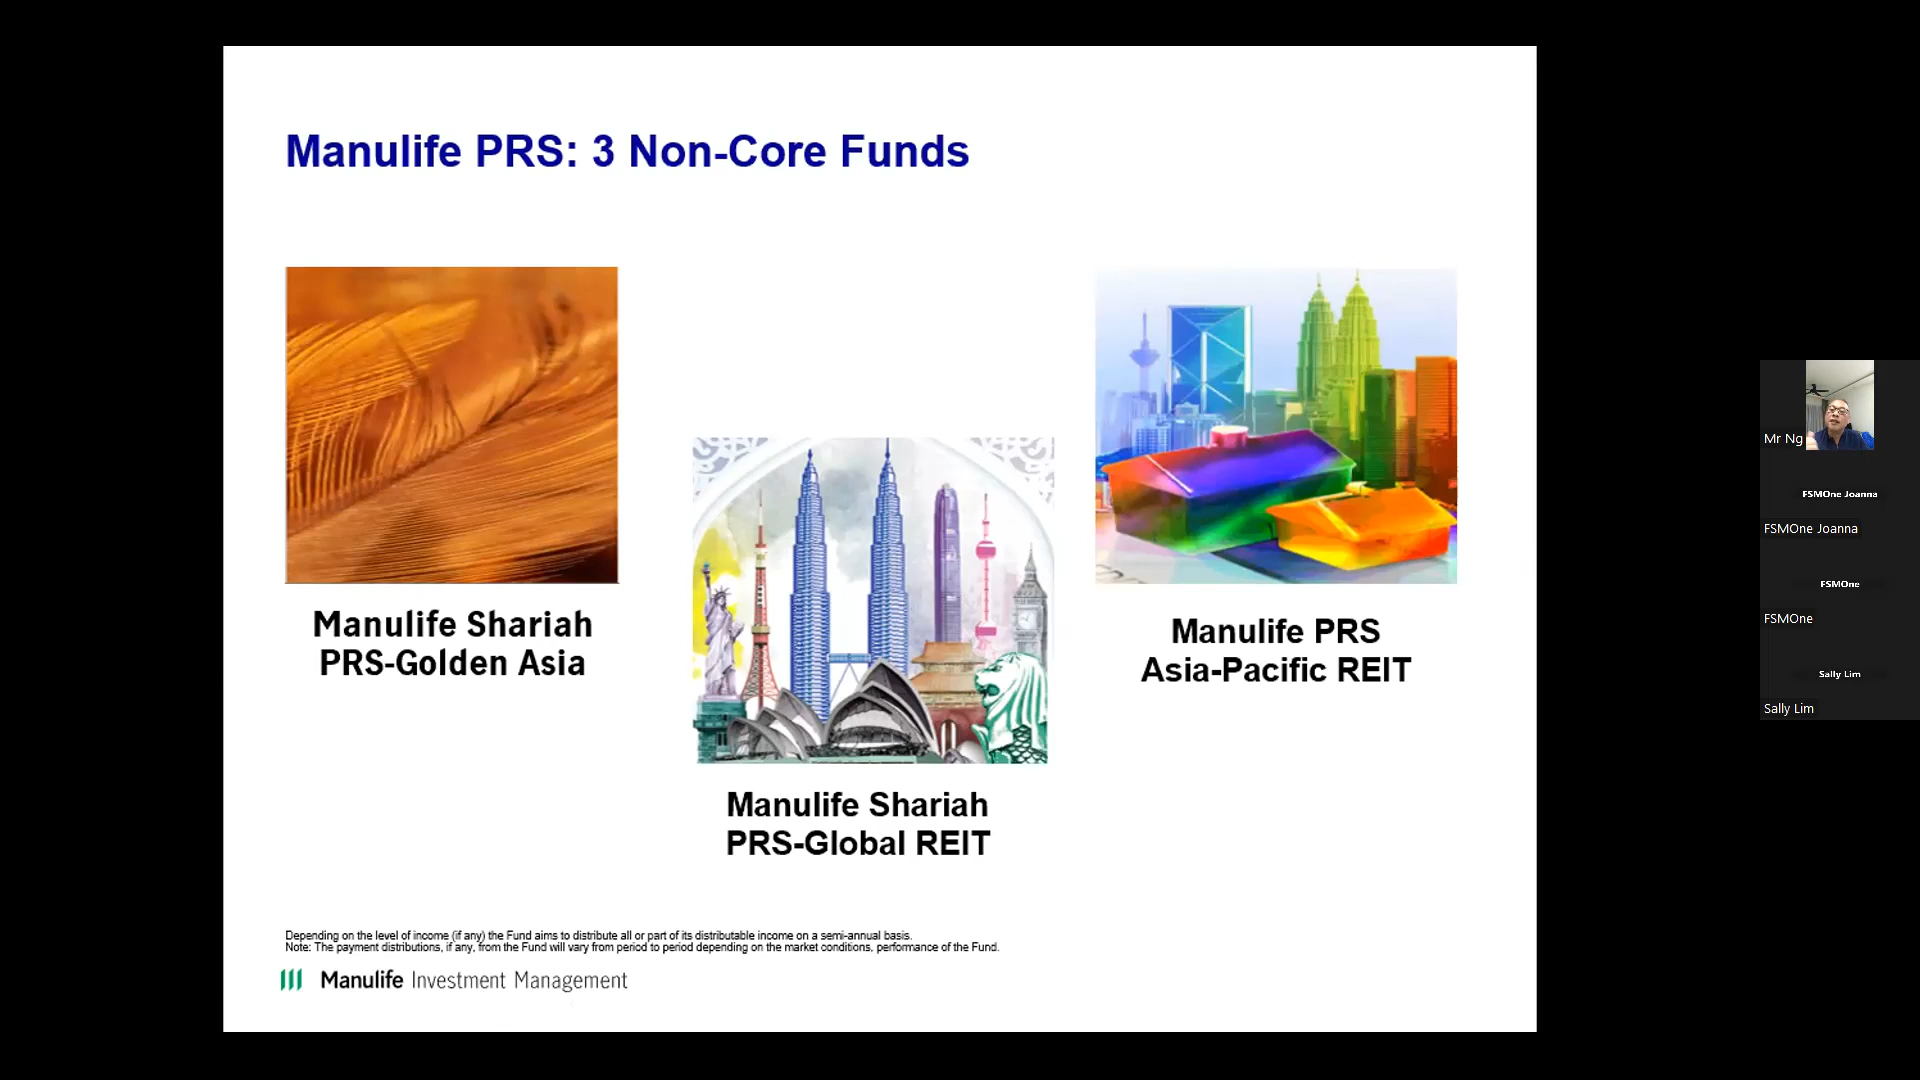 Manulife PRS: 3 Non-Core Funds
Manulife Shariah
PRS-Golden Asia
Manulife Shariah
PRS-Global REIT
Manulife PRS
Asia-Pacific REIT
Depending on the level of income (if any) the Fund aims to distribute all or part of its distributable income on a semi-annual basis.
Note: The payment distributions, if any, from the Fund will vary from period to period depending on the market conditions, performance of the Fund.
Manulife Investment Management
Mr Ng
FSMOne Joanna
FSMOne Joanna
FSMOne
FSMOne
Sally Lim
Sally Lim